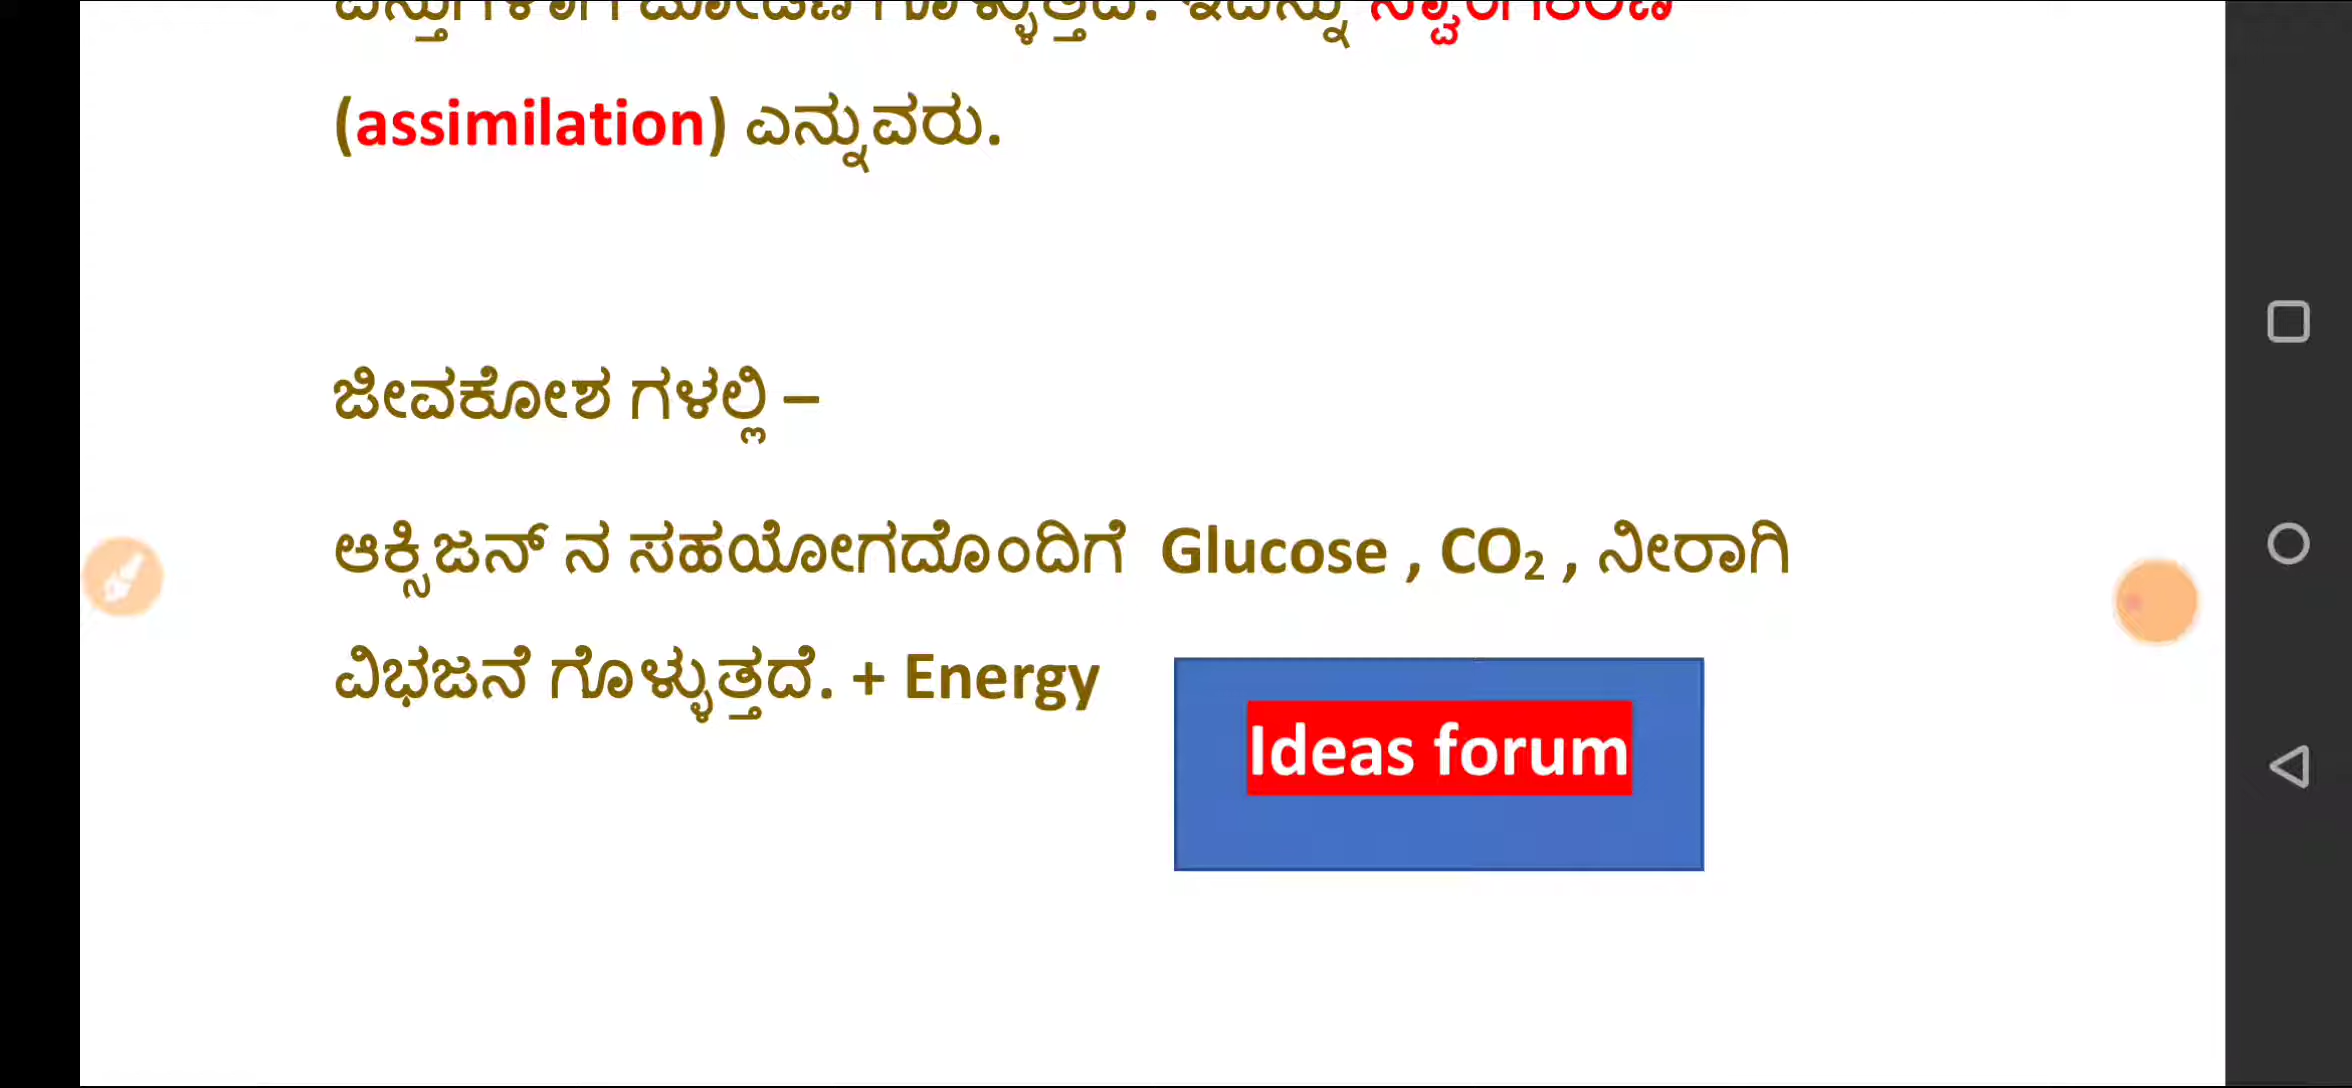 (assimilation) ಎನ್ನುವರು.
ಜೀವಕೋಶ ಗಳಲ್ಲಿ –
ಆಕ್ಸಿಜನ್ ನ ಸಹಯೋಗದೊಂದಿಗೆ Glucose , CO₂ , ನೀರಾಗಿ
ವಿಭಜನೆ ಗೊಳ್ಳುತ್ತದೆ. + Energy
Ideas forum